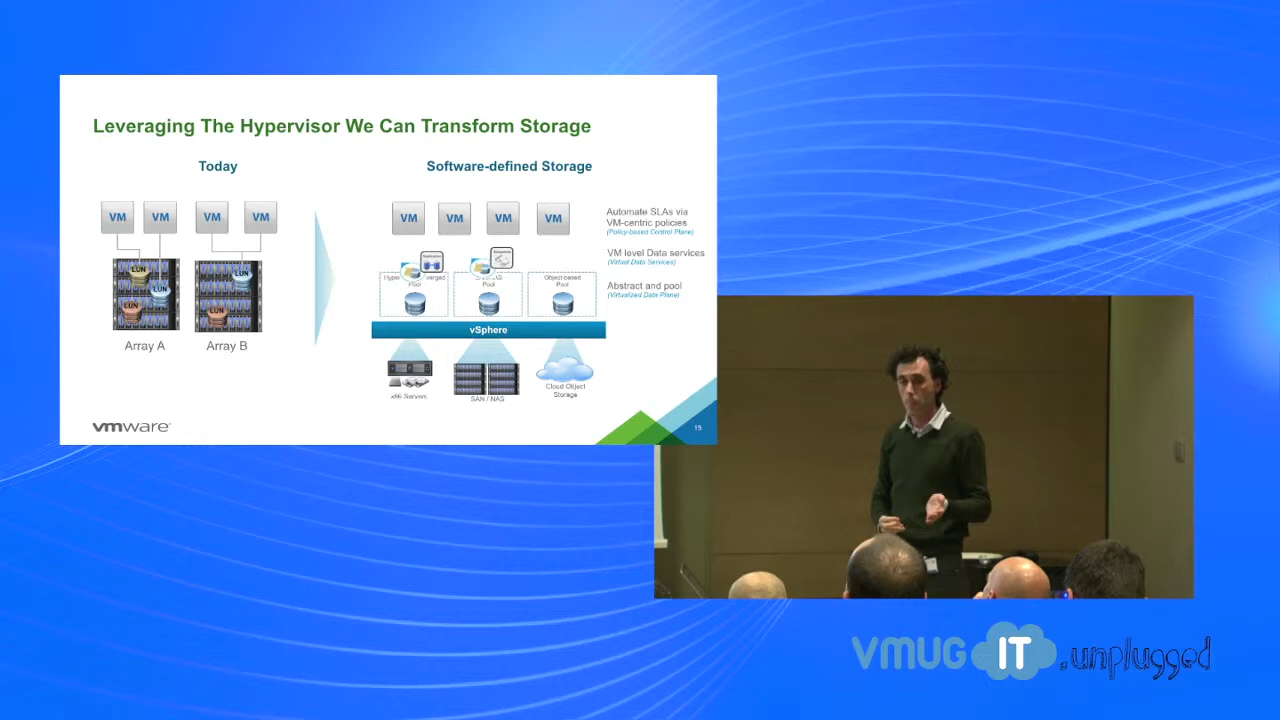 Leveraging The Hypervisor We Can Transform Storage
Today
Software-defined Storage
VM VM VM VM
VM VM VM VM
LUN
LUN
LUN
LUN
LUN
Array A
Array B
Pool
Pool
Object-based
Pool
vSphere
x86 Servers
SAN / NAS
Cloud Object
Storage
Automate SLAs via
VM-centric policies
(Policy-based Control Plane)
VM level Data services
(Virtual Data Services)
Abstract and pool
(Virtualized Data Plane)
vmware
15
VMUG IT .unplugged